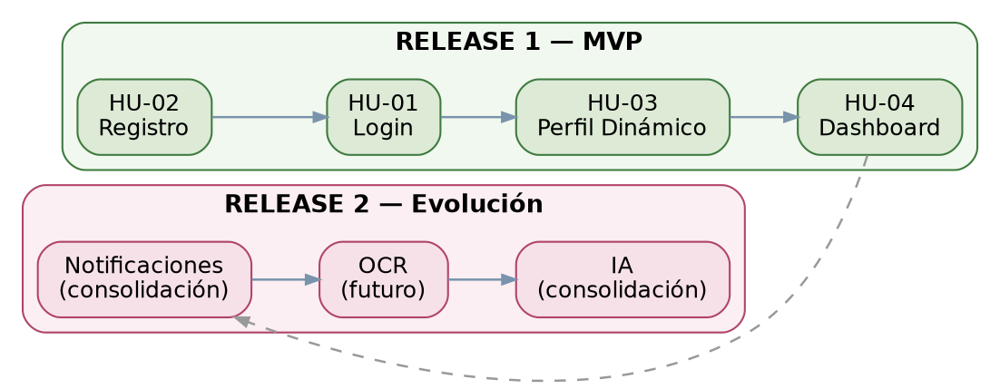 RELEASE 1 — MVP
HU-02
Registro
HU-01
Login
HU-03
Perfil Dinámico
HU-04
Dashboard
RELEASE 2 — Evolución
Notificaciones
(consolidación)
OCR
(futuro)
IA
(consolidación)